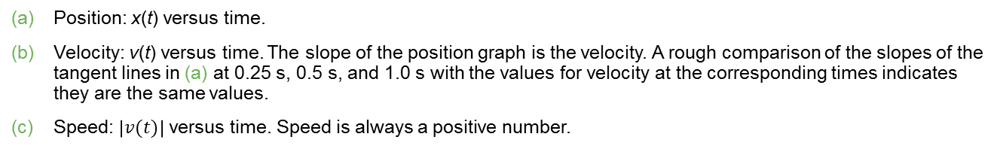 (a) Position: x(t) versus time.
(b) Velocity: v(t) versus time. The slope of the position graph is the velocity. A rough comparison of the slopes of the
tangent lines in (a) at 0.25 s, 0.5 s, and 1.0 s with the values for velocity at the corresponding times indicates
they are the same values.
(c) Speed: |v(t)| versus time. Speed is always a positive number.